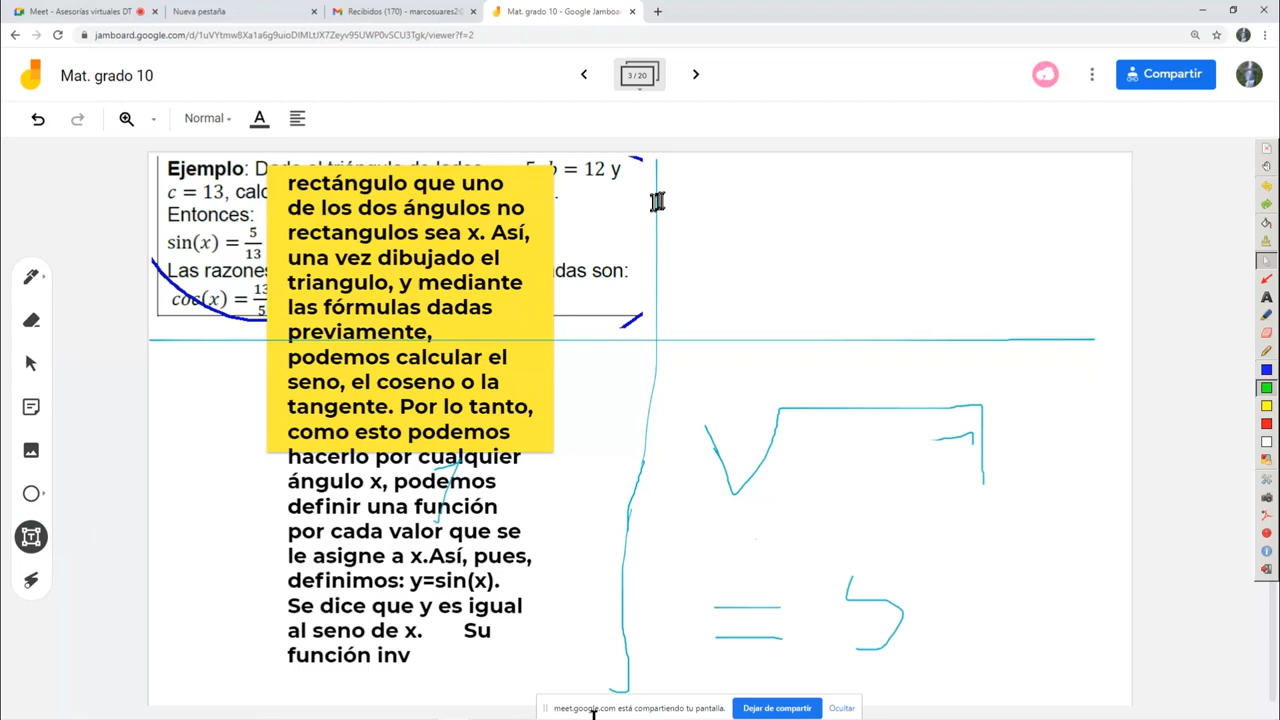 Meet - Asesorías virtuales DT
Nueva pestaña
Recibidos (170) - marcosuares2@
Mat. grado 10 - Google Jamboard
jamboard.google.com/d/1uVYtmw8Xa1a6g9uioDIMLtJX7Zeyv95UWP0vSCU3Tgk/viewer?f=2
Mat. grado 10
3 / 20
Compartir
Normal
Ejemplo: = 12 y
c = 13, calc
Entonces:
sin(x) = 5/13
Las razones das son:
coc(x) = 13/5
rectángulo que uno
de los dos ángulos no
rectangulos sea x. Así,
una vez dibujado el
triangulo, y mediante
las fórmulas dadas
previamente,
podemos calcular el
seno, el coseno o la
tangente. Por lo tanto,
como esto podemos
hacerlo por cualquier
ángulo x, podemos
definir una función
por cada valor que se
le asigne a x.Así, pues,
definimos: y=sin(x).
Se dice que y es igual
al seno de x. Su
función inv
√
= 5
meet.google.com está compartiendo tu pantalla.
Dejar de compartir
Ocultar